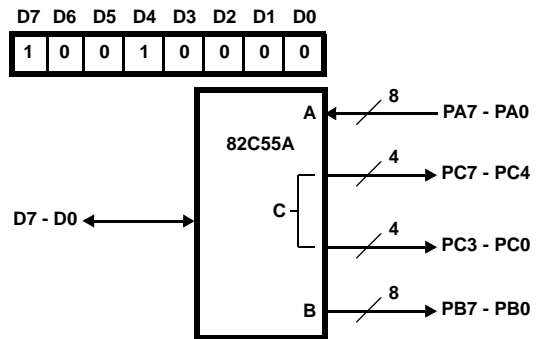 D7 D6 D5 D4 D3 D2 D1 D0
1 0 0 1 0 0 0 0
8
A PA7 - PA0
82C55A
4
PC7 - PC4
C
D7 - D0
4
PC3 - PC0
8
B PB7 - PB0